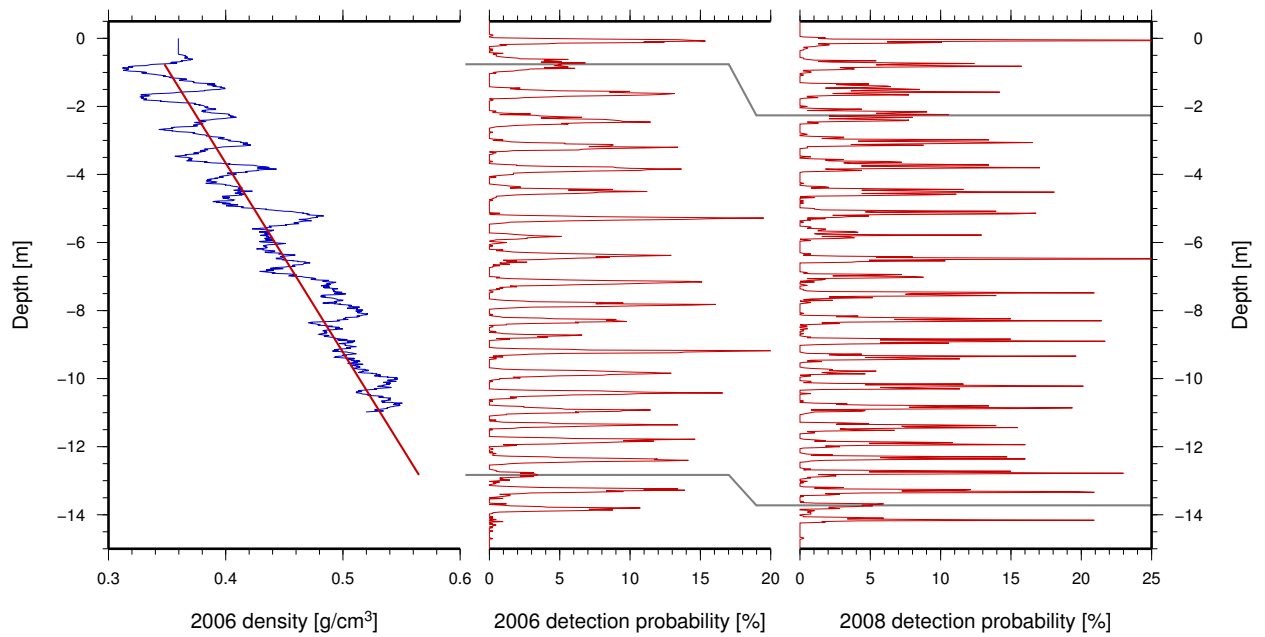 0 0
−2 −2
−4 −4
−6 −6
−8 −8
−10 −10
−12 −12
−14 −14
Depth [m]
Depth [m]
0.3 0.4 0.5 0.6 0 5 10 15 20 0 5 10 15 20 25
2006 density [g/cm³] 2006 detection probability [%] 2008 detection probability [%]